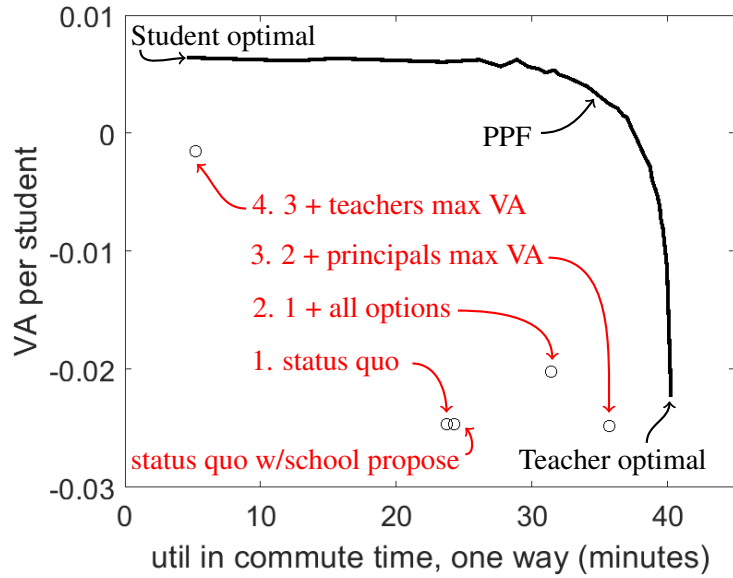 0.01
Student optimal
0
PPF
4. 3 + teachers max VA
-0.01
3. 2 + principals max VA
2. 1 + all options
1. status quo
-0.02
status quo w/school propose
Teacher optimal
-0.03
0 10 20 30 40
util in commute time, one way (minutes)
VA per student